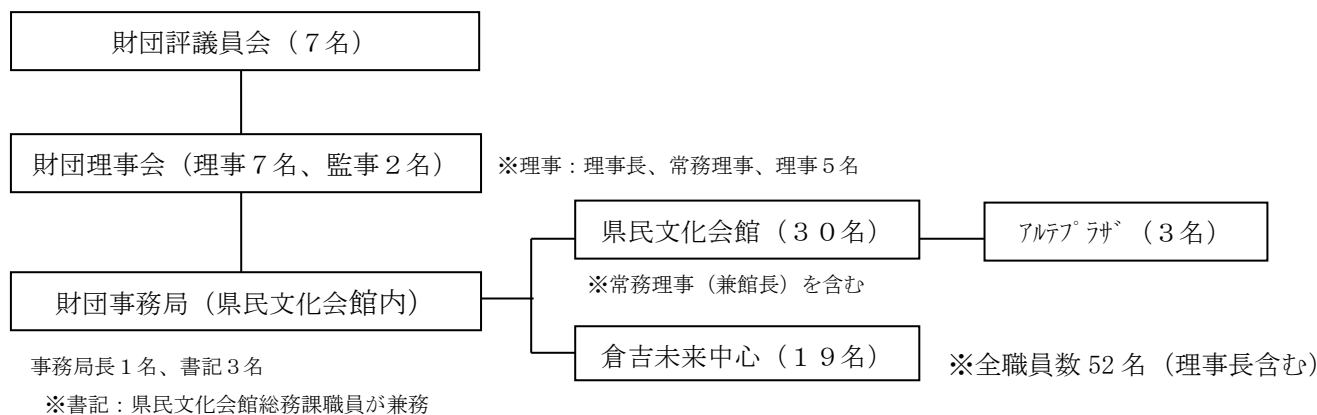 財団評議員会（７名）
財団理事会（理事７名、監事２名）
※理事：理事長、常務理事、理事５名
県民文化会館（３０名）
ｱﾙﾃﾌﾟﾗｻﾞ（３名）
※常務理事（兼館長）を含む
財団事務局（県民文化会館内）
倉吉未来中心（１９名）
※全職員数 52 名（理事長含む）
事務局長１名、書記３名
※書記：県民文化会館総務課職員が兼務